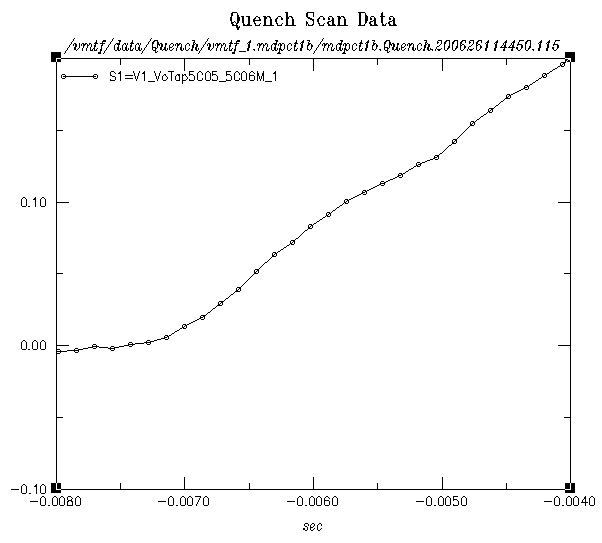 Quench Scan Data
/vmtf/data/Quench/vmtf_1.mdpct1b/mdpct1b.Quench.200626114450.115
S1=V1_VoTap5C05_5C06M_1
0.10
0.00
-0.10
-0.0080 -0.0070 -0.0060 -0.0050 -0.0040
sec